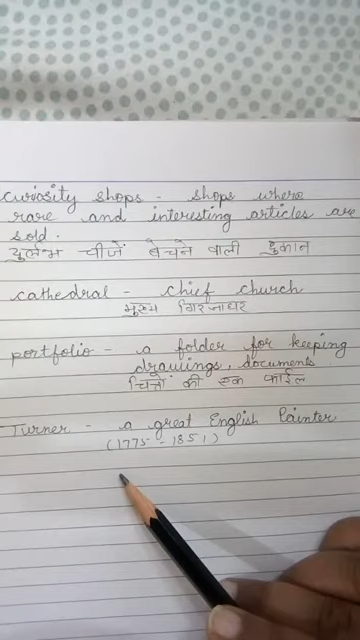 curiosity shops - shops where
rare and interesting articles are
sold.
दुर्लभ चीजें बेचने वाली दुकान
cathedral - chief church
मुख्य गिरजाघर
portfolio - a folder for keeping
drawings, documents
चित्रों की एक फाईल
Turner - a great English Painter
(1775 - 1851)